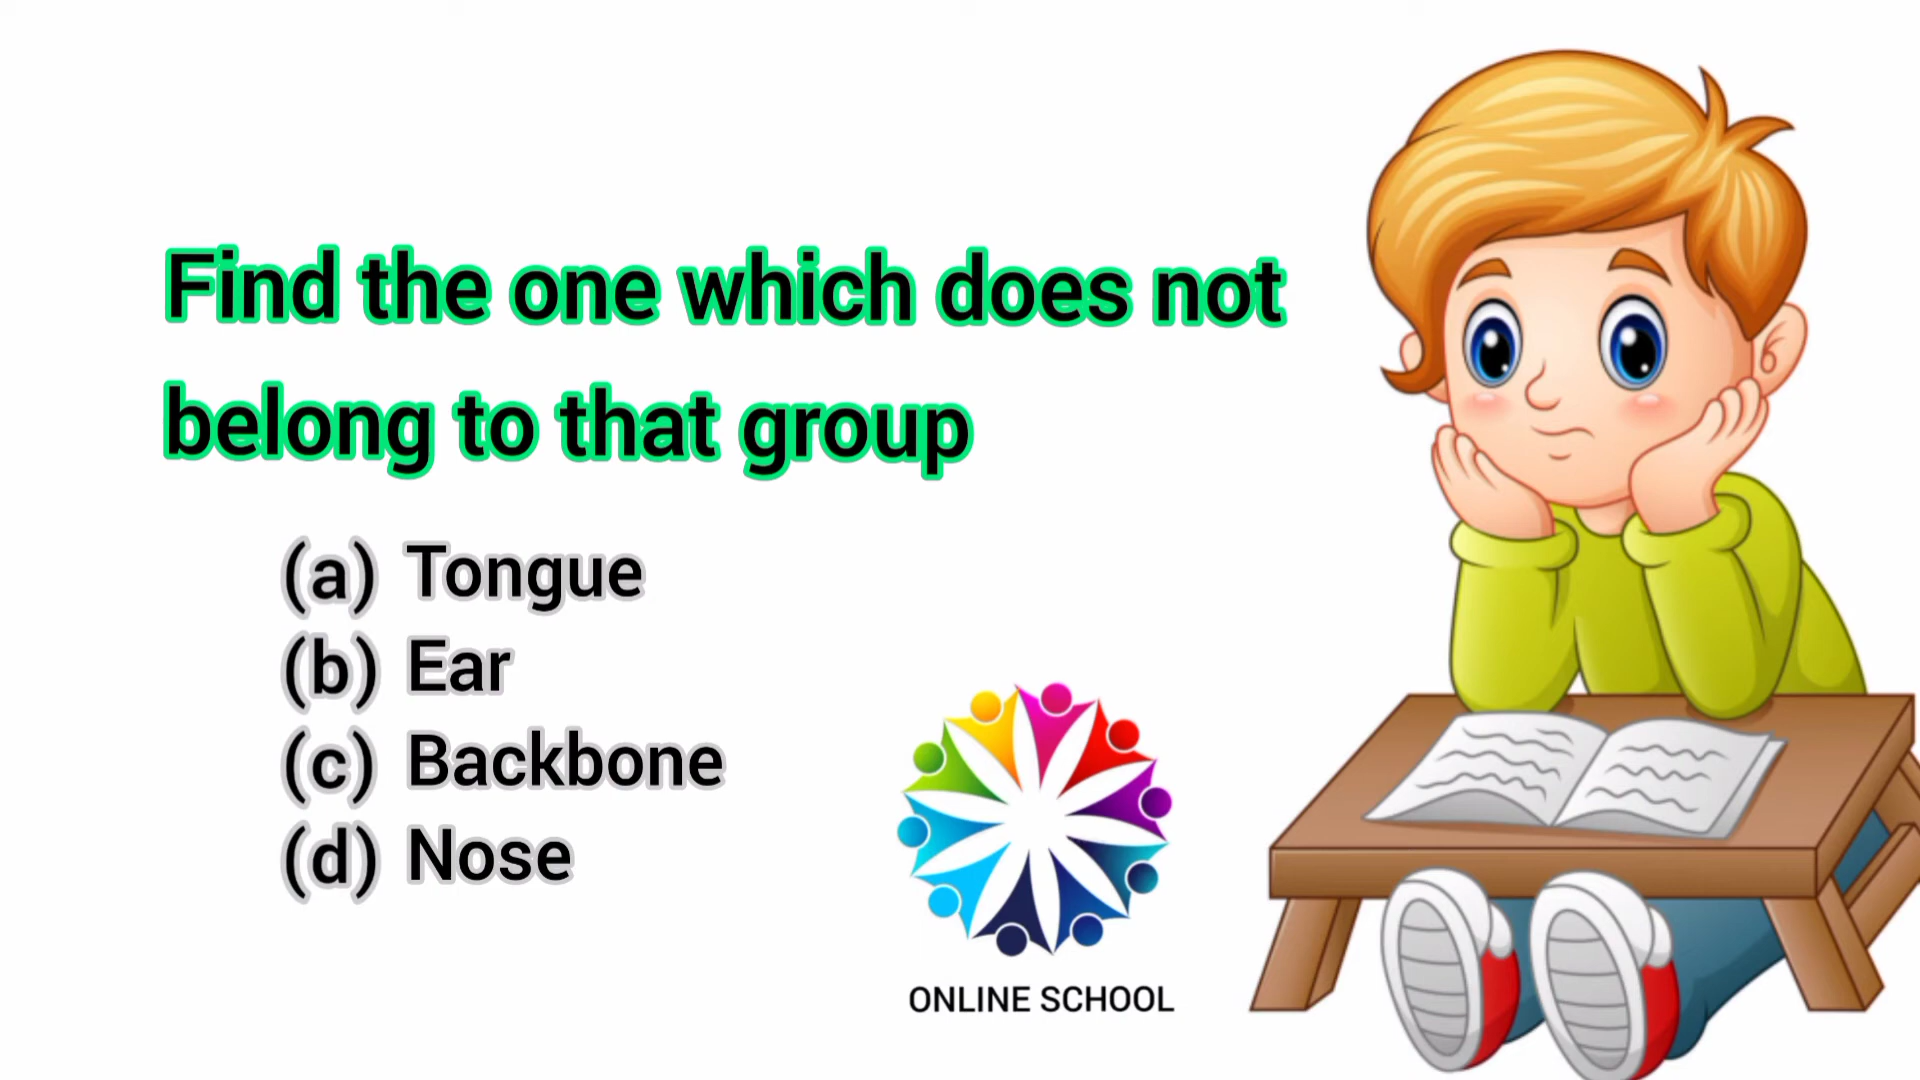 Find the one which does not
belong to that group
(a) Tongue
(b) Ear
(c) Backbone
(d) Nose
ONLINE SCHOOL